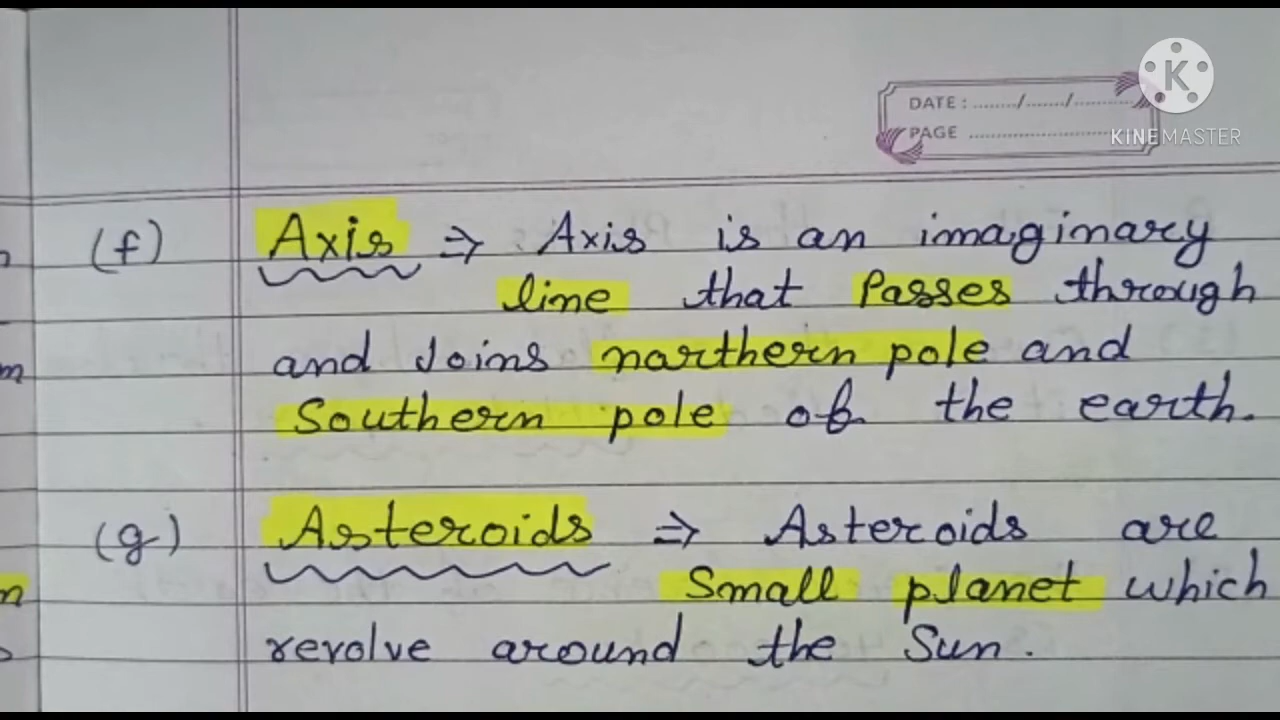 DATE : ......./......./...........
PAGE ........................
KINEMASTER
(f) Axis ⇒ Axis is an imaginary
line that Passes through
and Joins narthern pole and
Southern pole of the earth.
(g) Asteroids ⇒ Asteroids are
Small planet which
revolve around the Sun.